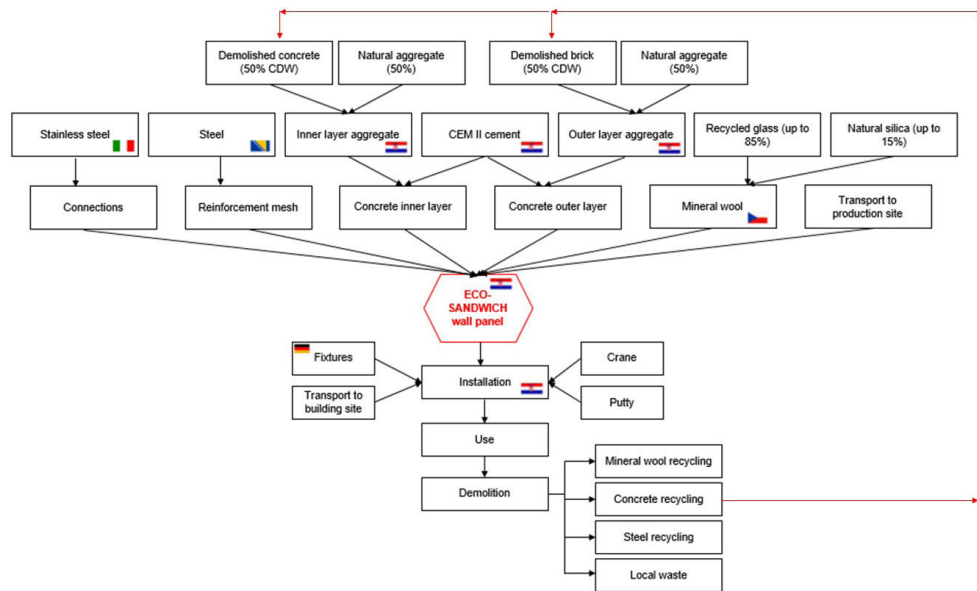 Demolished concrete
(50% CDW)
Natural aggregate
(50%)
Demolished brick
(50% CDW)
Natural aggregate
(50%)
Stainless steel
Steel
Inner layer aggregate
CEM II cement
Outer layer aggregate
Recycled glass (up to
85%)
Natural silica (up to
15%)
Connections
Reinforcement mesh
Concrete inner layer
Concrete outer layer
Mineral wool
Transport to
production site
ECO-
SANDWICH
wall panel
Fixtures
Crane
Installation
Transport to
building site
Putty
Use
Demolition
Mineral wool recycling
Concrete recycling
Steel recycling
Local waste